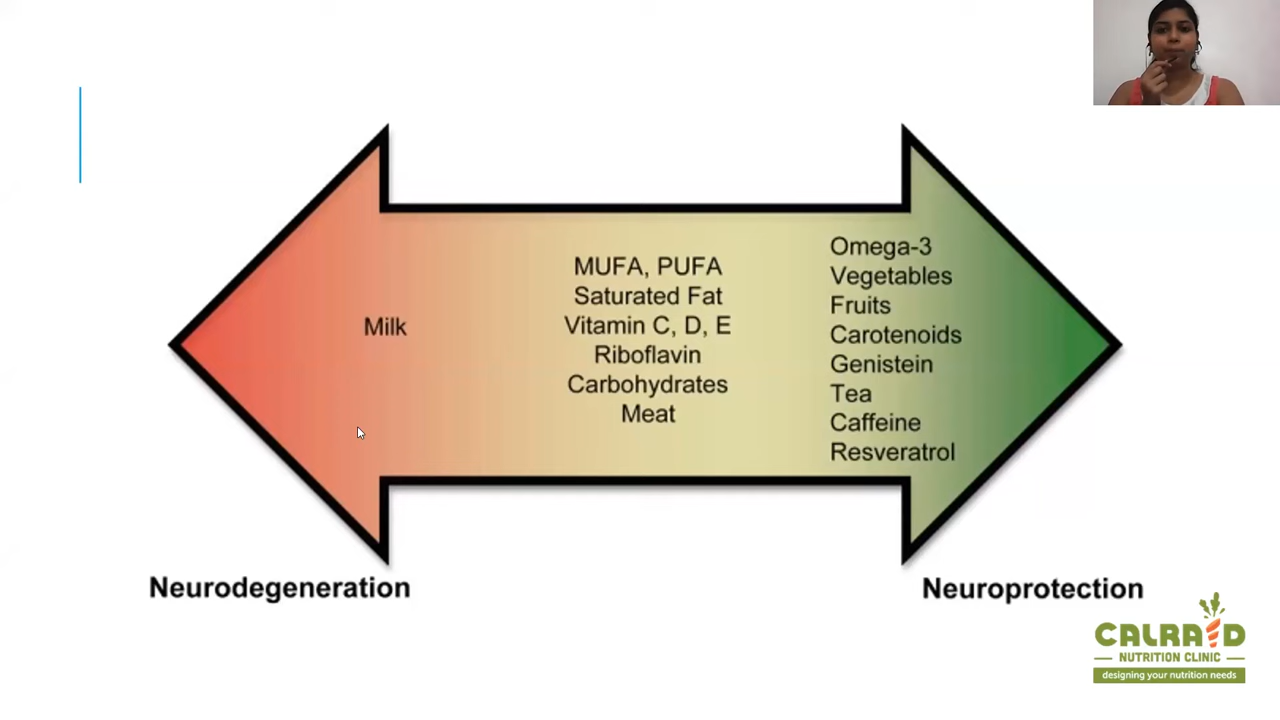 Milk
MUFA, PUFA
Saturated Fat
Vitamin C, D, E
Riboflavin
Carbohydrates
Meat
Omega-3
Vegetables
Fruits
Carotenoids
Genistein
Tea
Caffeine
Resveratrol
Neurodegeneration
Neuroprotection
CALRAID
NUTRITION CLINIC
designing your nutrition needs